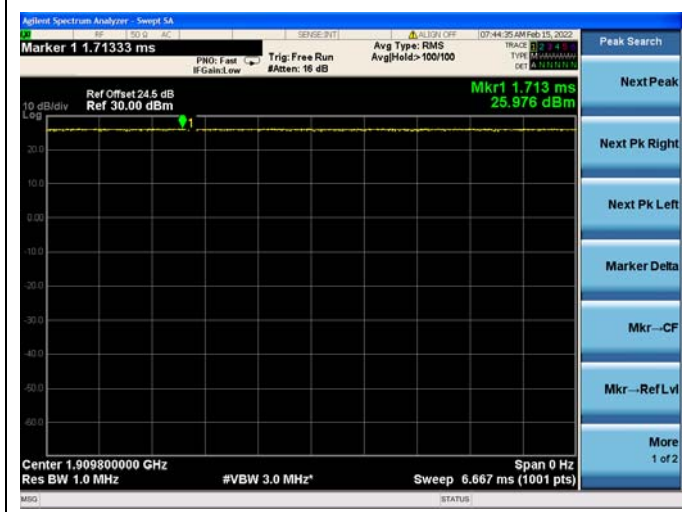 Agilent Spectrum Analyzer - Swept SA
RF 50 Ω AC SENSE:INT ALIGN OFF 07:44:35 AM Feb 15, 2022
Marker 1 1.71333 ms
PNO: Fast
IFGain:Low
Trig: Free Run
#Atten: 16 dB
Avg Type: RMS
Avg|Hold:> 100/100
TRACE 1 2 3 4 5 6
TYPE
DET A N N N N N
Peak Search
Next Peak
Next Pk Right
Next Pk Left
Marker Delta
Mkr→CF
Mkr→RefLvl
More
1 of 2
Ref Offset 24.5 dB
10 dB/div Ref 30.00 dBm
Log
Mkr1 1.713 ms
25.976 dBm
1
20.0
10.0
0.00
-10.0
-20.0
-30.0
-40.0
-50.0
-60.0
Center 1.909800000 GHz Span 0 Hz
Res BW 1.0 MHz #VBW 3.0 MHz* Sweep 6.667 ms (1001 pts)
MSG STATUS